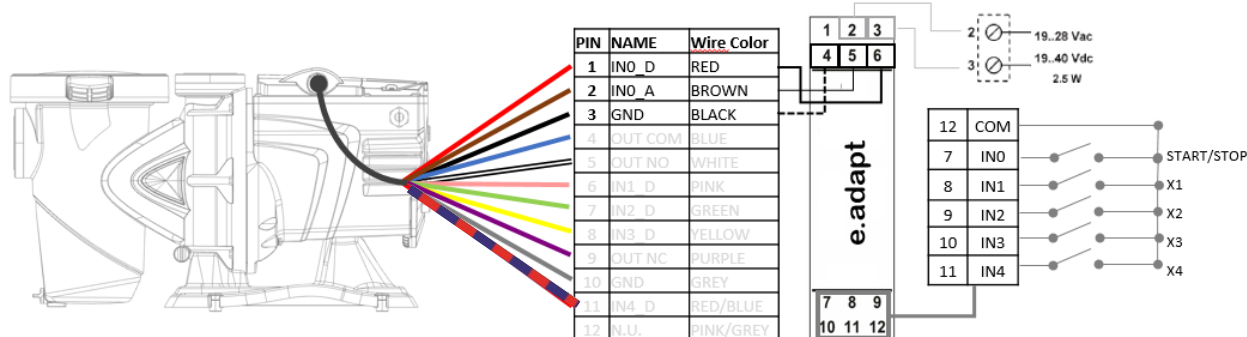 PIN NAME Wire Color
1 IN0_D RED
2 IN0_A BROWN
3 GND BLACK
4 OUT COM BLUE
5 OUT NO WHITE
6 IN1_D PINK
7 IN2_D GREEN
8 IN3_D YELLOW
9 OUT NC PURPLE
10 GND GREY
11 IN4_D RED/BLUE
12 N.U. PINK/GREY
1 2 3
4 5 6
e.adapt
7 8 9
10 11 12
2 19..28 Vac
3 19..40 Vdc
2.5 W
12 COM
7 IN0 START/STOP
8 IN1 X1
9 IN2 X2
10 IN3 X3
11 IN4 X4